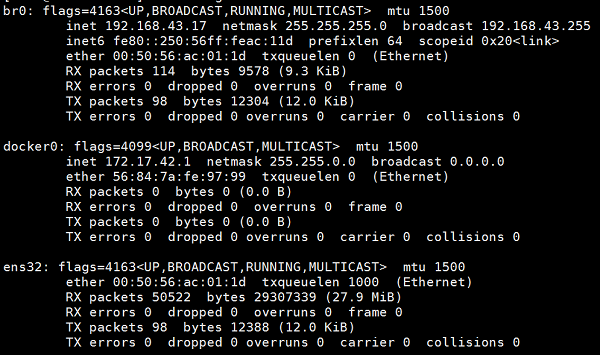 br0: flags=4163<UP,BROADCAST,RUNNING,MULTICAST>  mtu 1500
inet 192.168.43.17  netmask 255.255.255.0  broadcast 192.168.43.255
inet6 fe80::250:56ff:feac:11d  prefixlen 64  scopeid 0x20<link>
ether 00:50:56:ac:01:1d  txqueuelen 0  (Ethernet)
RX packets 114  bytes 9578 (9.3 KiB)
RX errors 0  dropped 0  overruns 0  frame 0
TX packets 98  bytes 12304 (12.0 KiB)
TX errors 0  dropped 0 overruns 0  carrier 0  collisions 0
docker0: flags=4099<UP,BROADCAST,MULTICAST>  mtu 1500
inet 172.17.42.1  netmask 255.255.0.0  broadcast 0.0.0.0
ether 56:84:7a:fe:97:99  txqueuelen 0  (Ethernet)
RX packets 0  bytes 0 (0.0 B)
RX errors 0  dropped 0  overruns 0  frame 0
TX packets 0  bytes 0 (0.0 B)
TX errors 0  dropped 0 overruns 0  carrier 0  collisions 0
ens32: flags=4163<UP,BROADCAST,RUNNING,MULTICAST>  mtu 1500
ether 00:50:56:ac:01:1d  txqueuelen 1000  (Ethernet)
RX packets 50522  bytes 29307339 (27.9 MiB)
RX errors 0  dropped 0  overruns 0  frame 0
TX packets 98  bytes 12388 (12.0 KiB)
TX errors 0  dropped 0 overruns 0  carrier 0  collisions 0